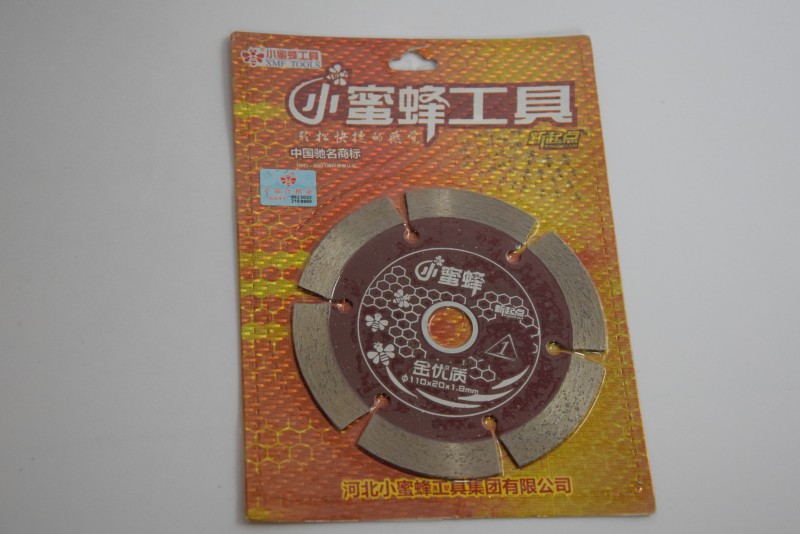 小蜜蜂工具
XMF TOOLS
小蜜蜂工具
轻松快捷的感觉
新起点
中国驰名商标
小蜜蜂
新起点
金优质
φ110x20x1.8mm
河北小蜜蜂工具集团有限公司